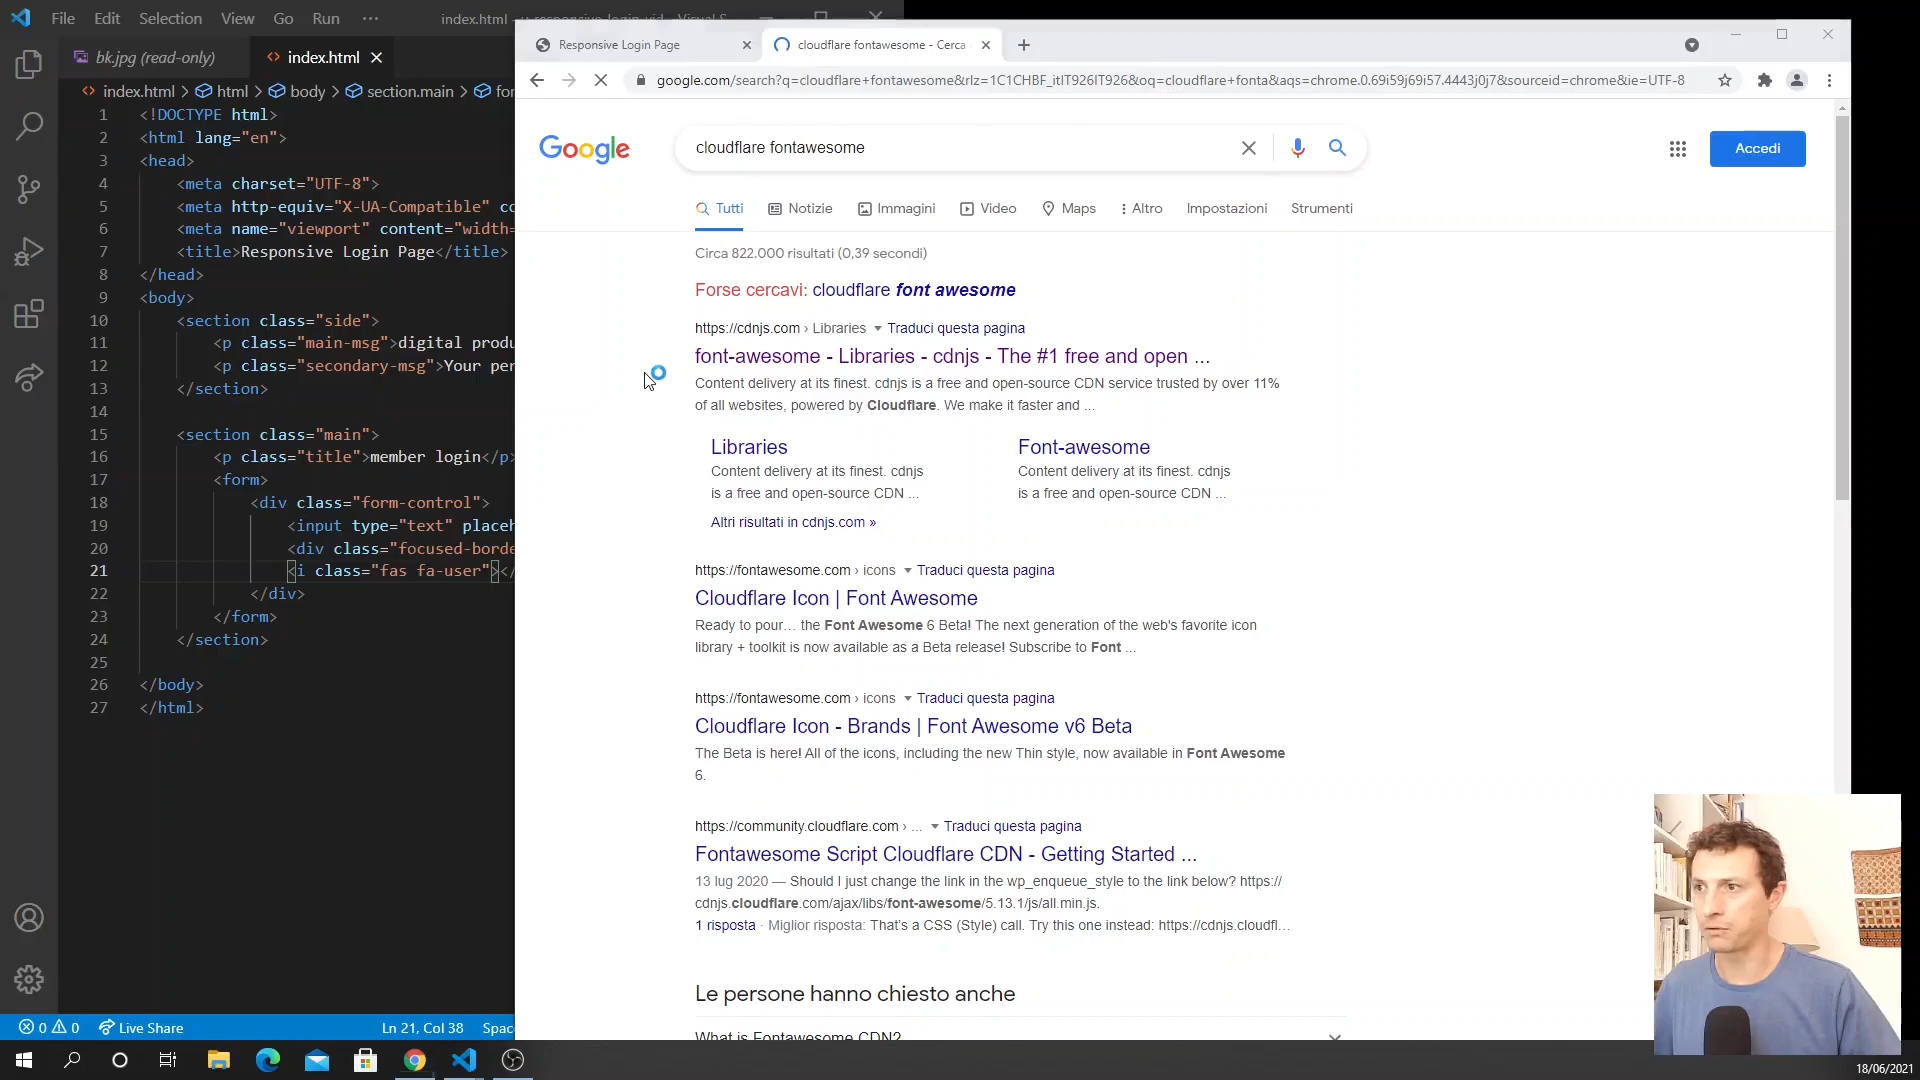 File Edit Selection View Go Run ···
index.html - x-responsive-login-vid - Visual S
bk.jpg (read-only)
index.html
index.html > html > body > section.main > for
1 <!DOCTYPE html>
2 <html lang="en">
3 <head>
4 <meta charset="UTF-8">
5 <meta http-equiv="X-UA-Compatible" co
6 <meta name="viewport" content="width=
7 <title>Responsive Login Page</title>
8 </head>
9 <body>
10 <section class="side">
11 <p class="main-msg">digital produ
12 <p class="secondary-msg">Your per
13 </section>
14
15 <section class="main">
16 <p class="title">member login</p>
17 <form>
18 <div class="form-control">
19 <input type="text" placeh
20 <div class="focused-borde
21 <i class="fas fa-user"></
22 </div>
23 </form>
24 </section>
25
26 </body>
27 </html>
0 0 Live Share Ln 21, Col 38 Spac
Responsive Login Page
cloudflare fontawesome - Cerca
google.com/search?q=cloudflare+fontawesome&rlz=1C1CHBF_itIT926IT926&oq=cloudflare+fonta&aqs=chrome.0.69i59j69i57.4443j0j7&sourceid=chrome&ie=UTF-8
Google
cloudflare fontawesome
Accedi
Tutti Notizie Immagini Video Maps Altro Impostazioni Strumenti
Circa 822.000 risultati (0,39 secondi)
Forse cercavi: cloudflare font awesome
https://cdnjs.com › Libraries Traduci questa pagina
font-awesome - Libraries - cdnjs - The #1 free and open ...
Content delivery at its finest. cdnjs is a free and open-source CDN service trusted by over 11%
of all websites, powered by Cloudflare. We make it faster and ...
Libraries Font-awesome
Content delivery at its finest. cdnjs Content delivery at its finest. cdnjs
is a free and open-source CDN ... is a free and open-source CDN ...
Altri risultati in cdnjs.com »
https://fontawesome.com › icons Traduci questa pagina
Cloudflare Icon | Font Awesome
Ready to pour… the Font Awesome 6 Beta! The next generation of the web's favorite icon
library + toolkit is now available as a Beta release! Subscribe to Font ...
https://fontawesome.com › icons Traduci questa pagina
Cloudflare Icon - Brands | Font Awesome v6 Beta
The Beta is here! All of the icons, including the new Thin style, now available in Font Awesome
6.
https://community.cloudflare.com › ... Traduci questa pagina
Fontawesome Script Cloudflare CDN - Getting Started ...
13 lug 2020 — Should I just change the link in the wp_enqueue_style to the link below? https://
cdnjs.cloudflare.com/ajax/libs/font-awesome/5.13.1/js/all.min.js.
1 risposta · Miglior risposta: That's a CSS (Style) call. Try this one instead: https://cdnjs.cloudfl...
Le persone hanno chiesto anche
What is Fontawesome CDN?
18/06/2021